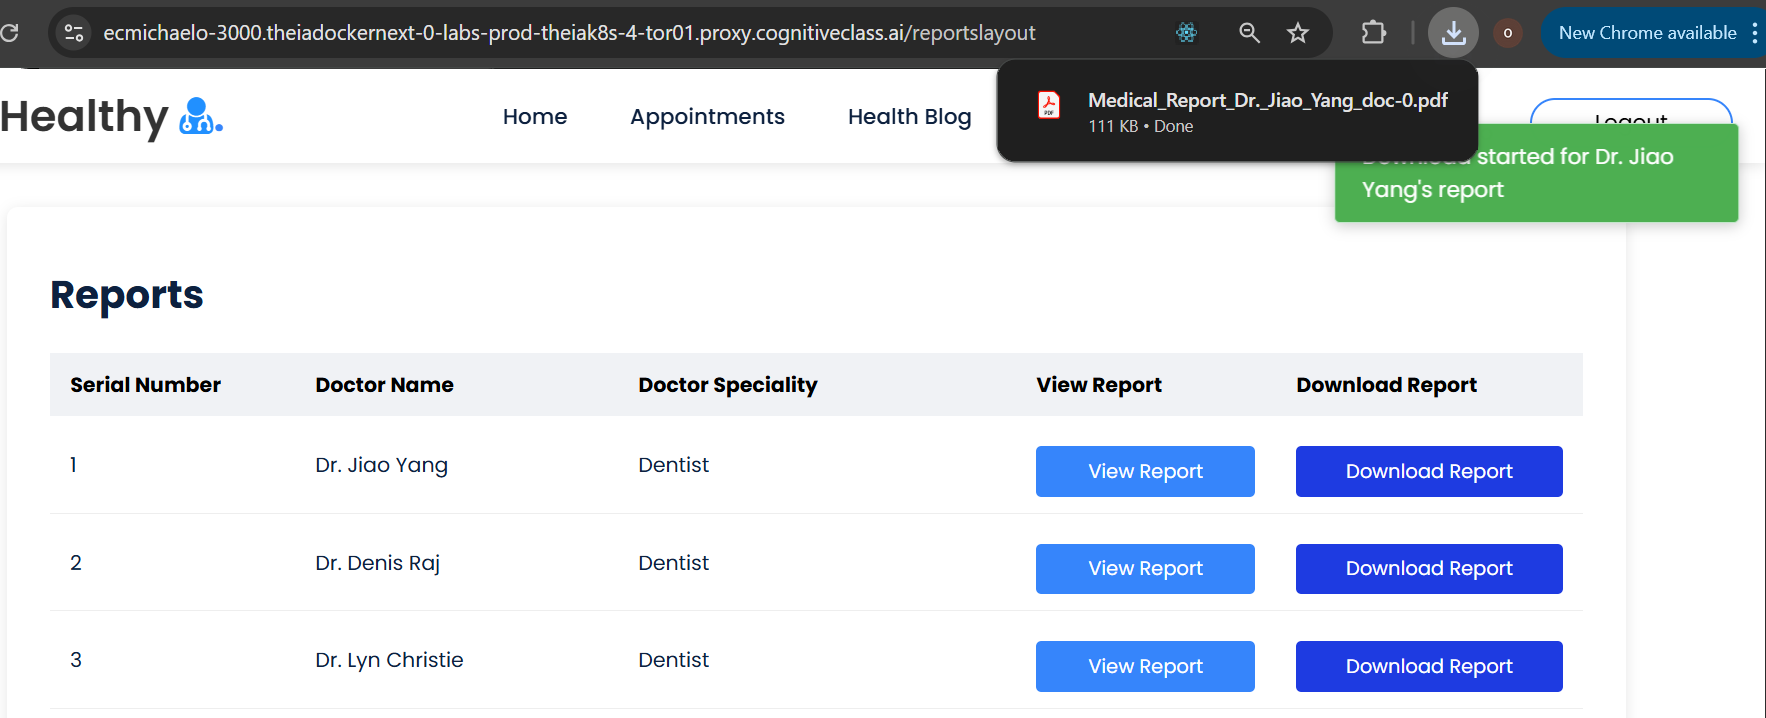 ecmichaelo-3000.theiadockernext-0-labs-prod-theiak8s-4-tor01.proxy.cognitiveclass.ai/reportslayout
0
New Chrome available
Medical_Report_Dr._Jiao_Yang_doc-0.pdf
111 KB • Done
PDF
Healthy
Home
Appointments
Health Blog
Logout
Download started for Dr. Jiao
Yang's report
Reports
Serial Number Doctor Name Doctor Speciality View Report Download Report
1 Dr. Jiao Yang Dentist View Report Download Report
2 Dr. Denis Raj Dentist View Report Download Report
3 Dr. Lyn Christie Dentist View Report Download Report